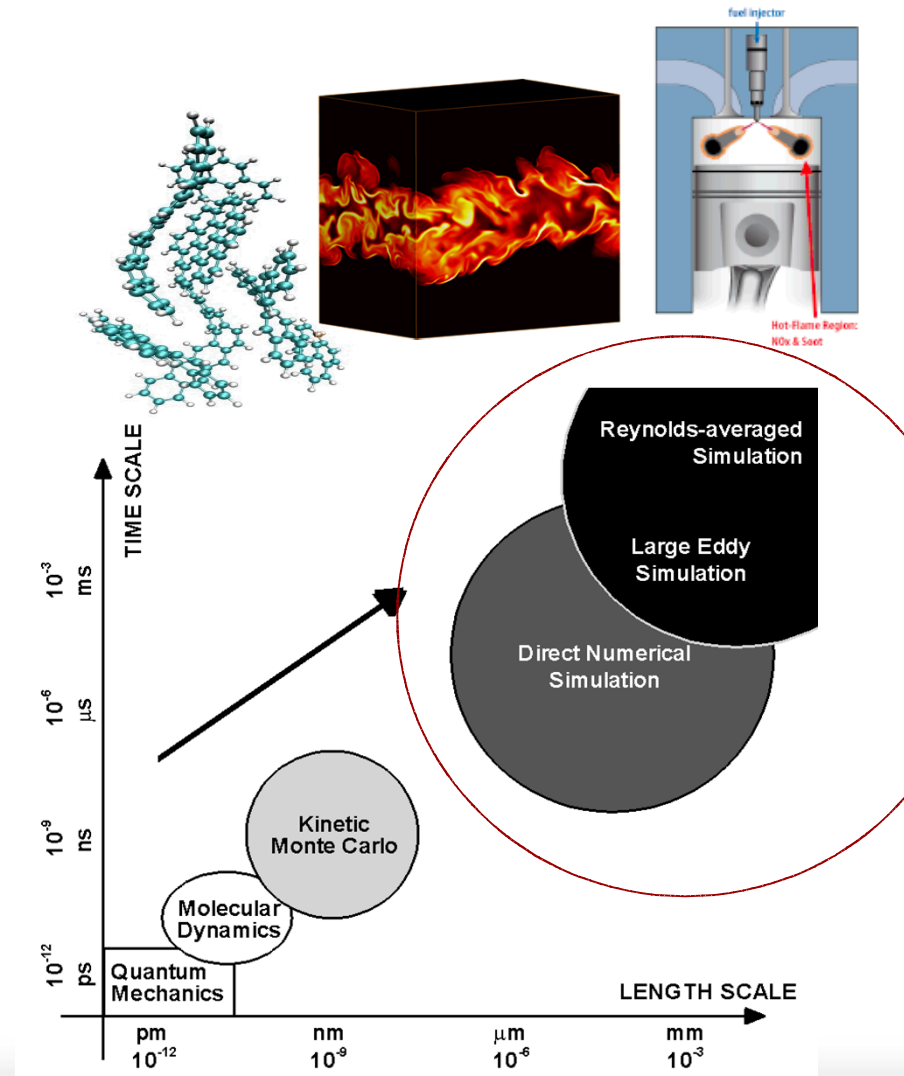 fuel injector
Hot-Flame Region:
NOx & Soot
TIME SCALE
Reynolds-averaged
Simulation
Large Eddy
Simulation
10⁻³ ms
Direct Numerical
Simulation
10⁻⁶ μs
Kinetic
Monte Carlo
10⁻⁹ ns
Molecular
Dynamics
10⁻¹² ps
Quantum
Mechanics
LENGTH SCALE
pm nm μm mm
10⁻¹² 10⁻⁹ 10⁻⁶ 10⁻³